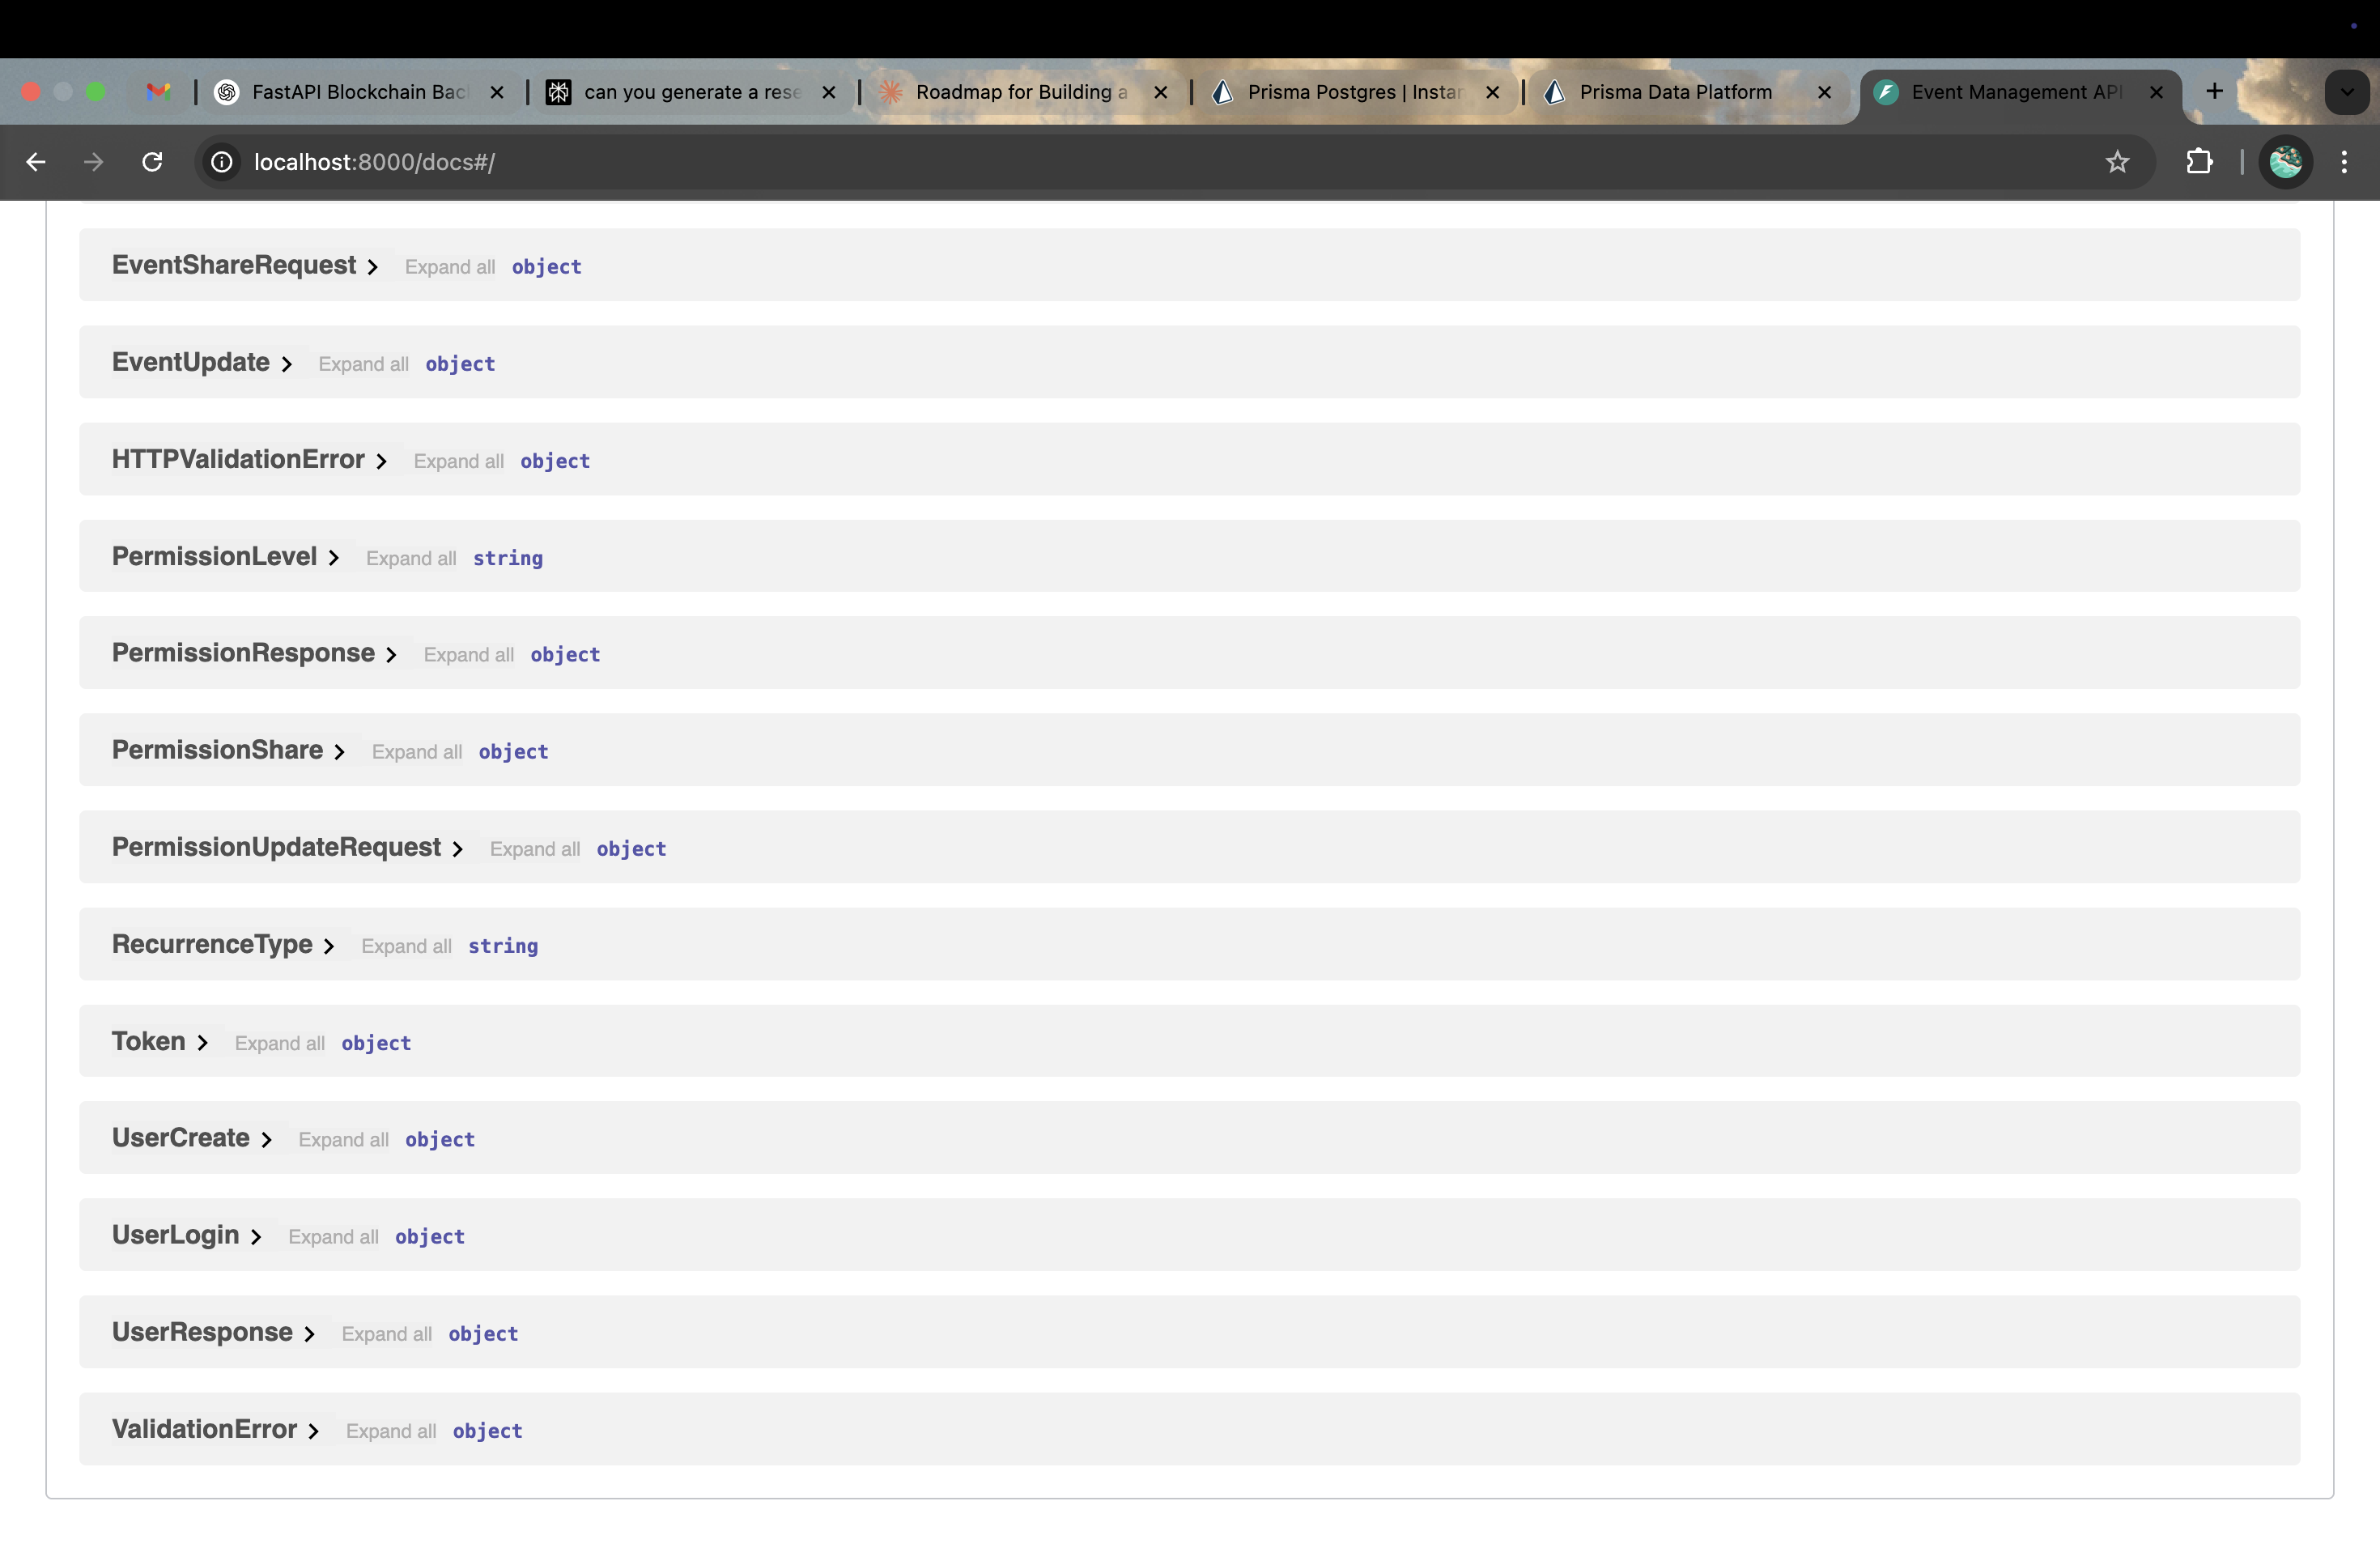 FastAPI Blockchain Bac
can you generate a rese
Roadmap for Building a
Prisma Postgres | Instan
Prisma Data Platform
Event Management API
localhost:8000/docs#/
EventShareRequest Expand all object
EventUpdate Expand all object
HTTPValidationError Expand all object
PermissionLevel Expand all string
PermissionResponse Expand all object
PermissionShare Expand all object
PermissionUpdateRequest Expand all object
RecurrenceType Expand all string
Token Expand all object
UserCreate Expand all object
UserLogin Expand all object
UserResponse Expand all object
ValidationError Expand all object